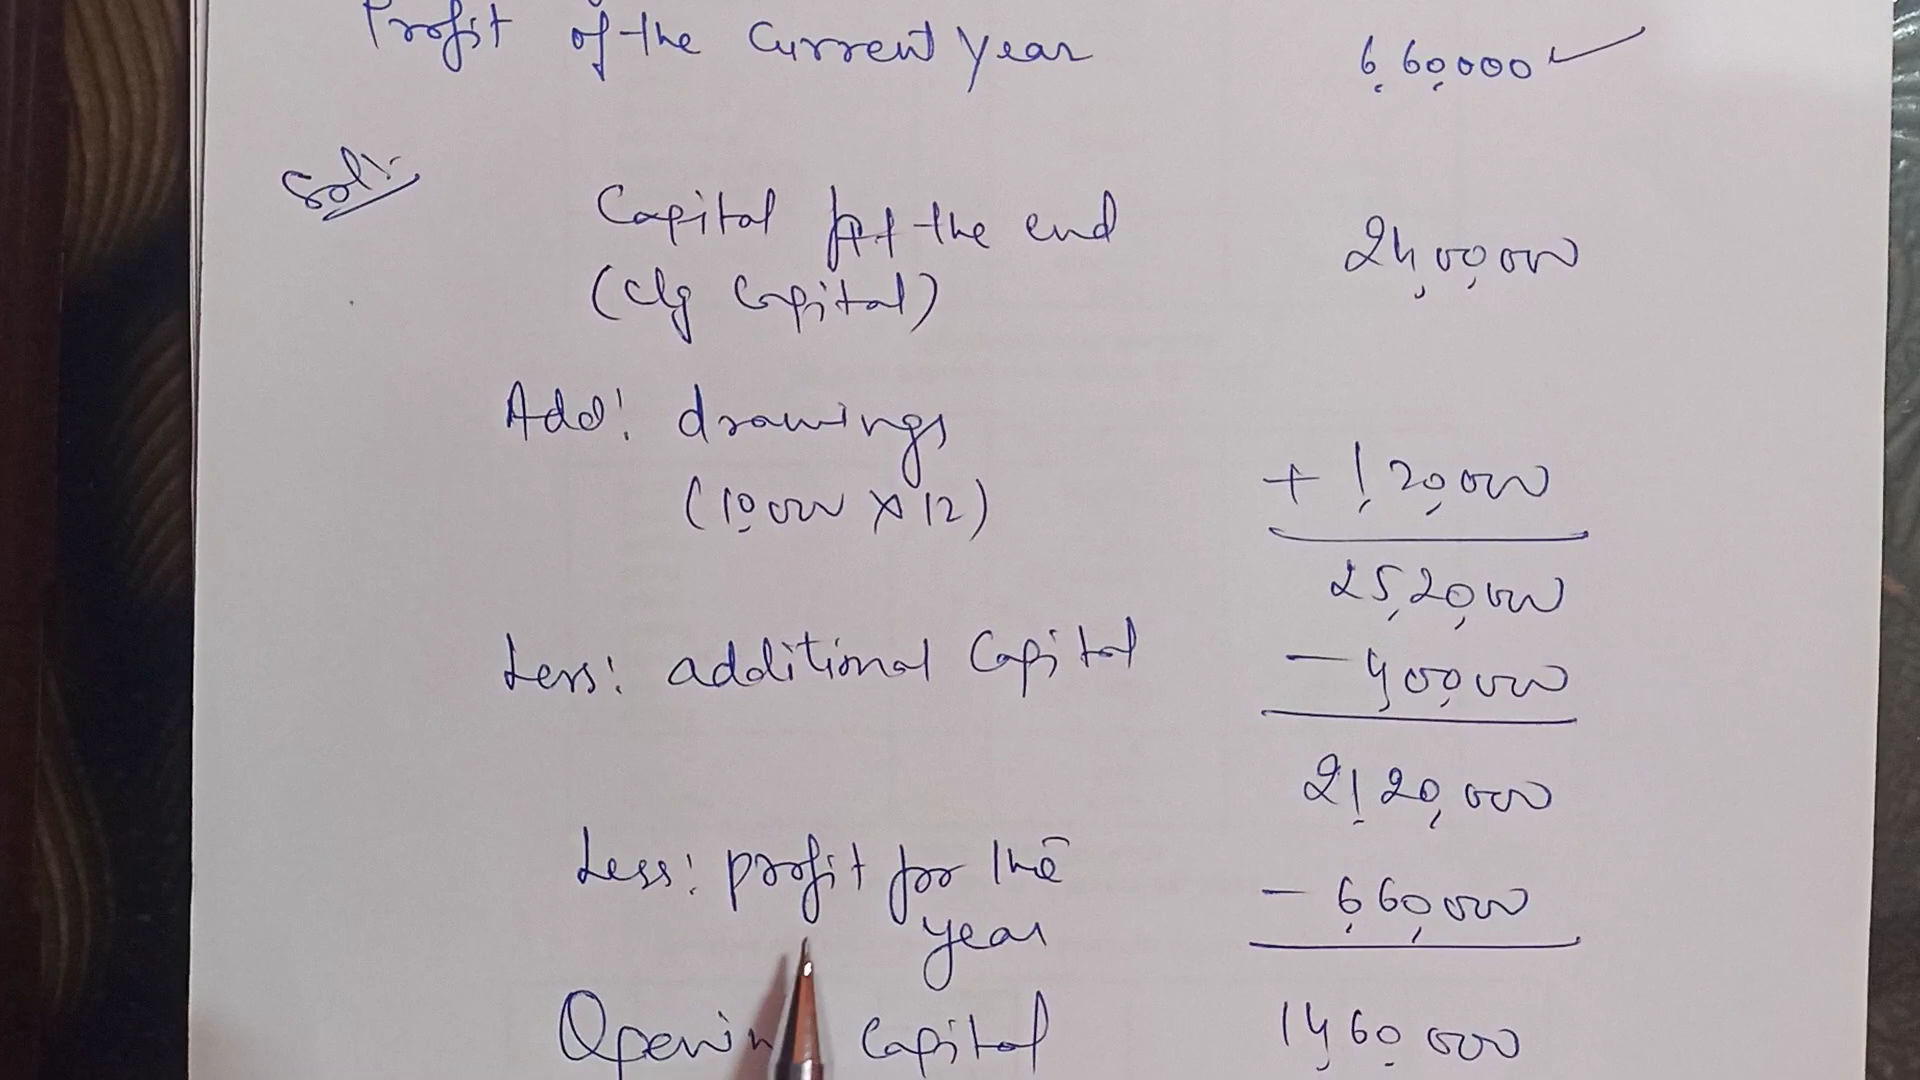 Profit of the Current Year 6,60,000 ✓
Sol:
Capital At the end 24,00,000
(Clg Capital)
Add: drawings
(10,000 × 12) + 1,20,000
25,20,000
Less: additional Capital - 4,00,000
21,20,000
Less: profit for the - 6,60,000
year
Opening Capital 14,60,000